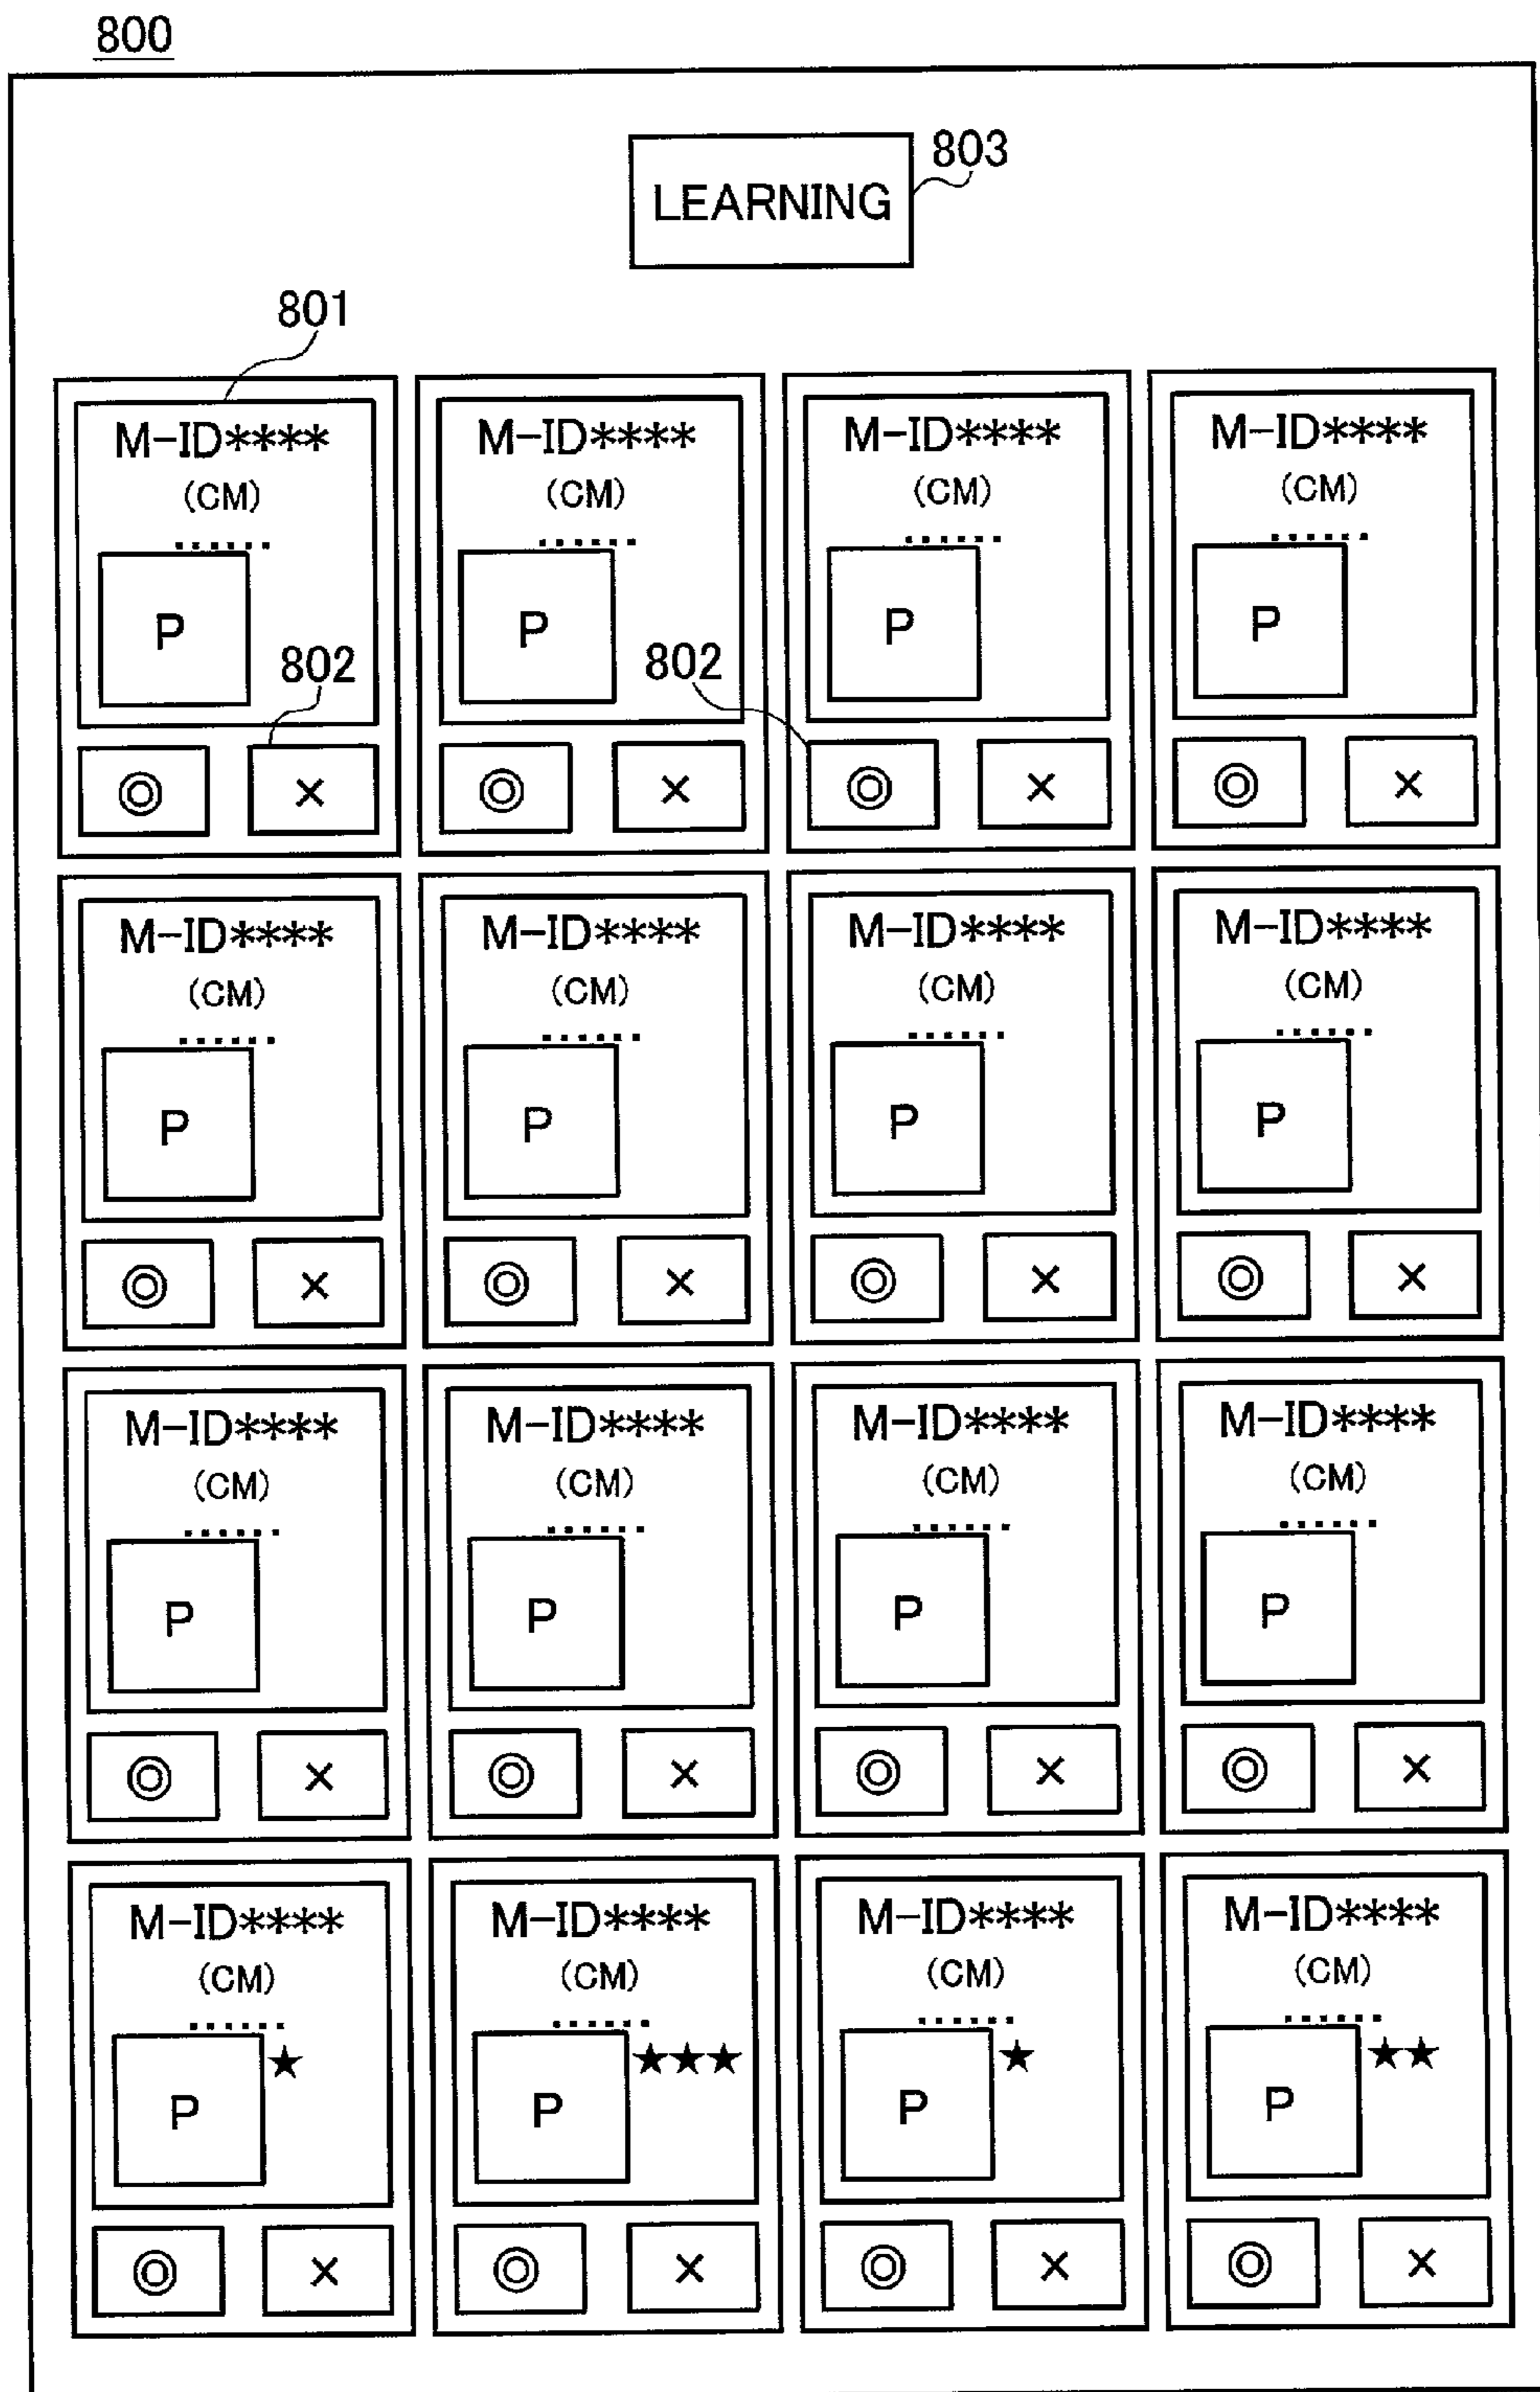 800
LEARNING 803
801
M-ID**** M-ID**** M-ID**** M-ID****
(CM) (CM) (CM) (CM)
...... ...... ...... ......
P P P P
802 802
◎ × ◎ × ◎ × ◎ ×
M-ID**** M-ID**** M-ID**** M-ID****
(CM) (CM) (CM) (CM)
...... ...... ...... ......
P P P P
◎ × ◎ × ◎ × ◎ ×
M-ID**** M-ID**** M-ID**** M-ID****
(CM) (CM) (CM) (CM)
...... ...... ...... ......
P P P P
◎ × ◎ × ◎ × ◎ ×
M-ID**** M-ID**** M-ID**** M-ID****
(CM) (CM) (CM) (CM)
...... ...... ...... ......
★ ★★★ ★ ★★
P P P P
◎ × ◎ × ◎ × ◎ ×